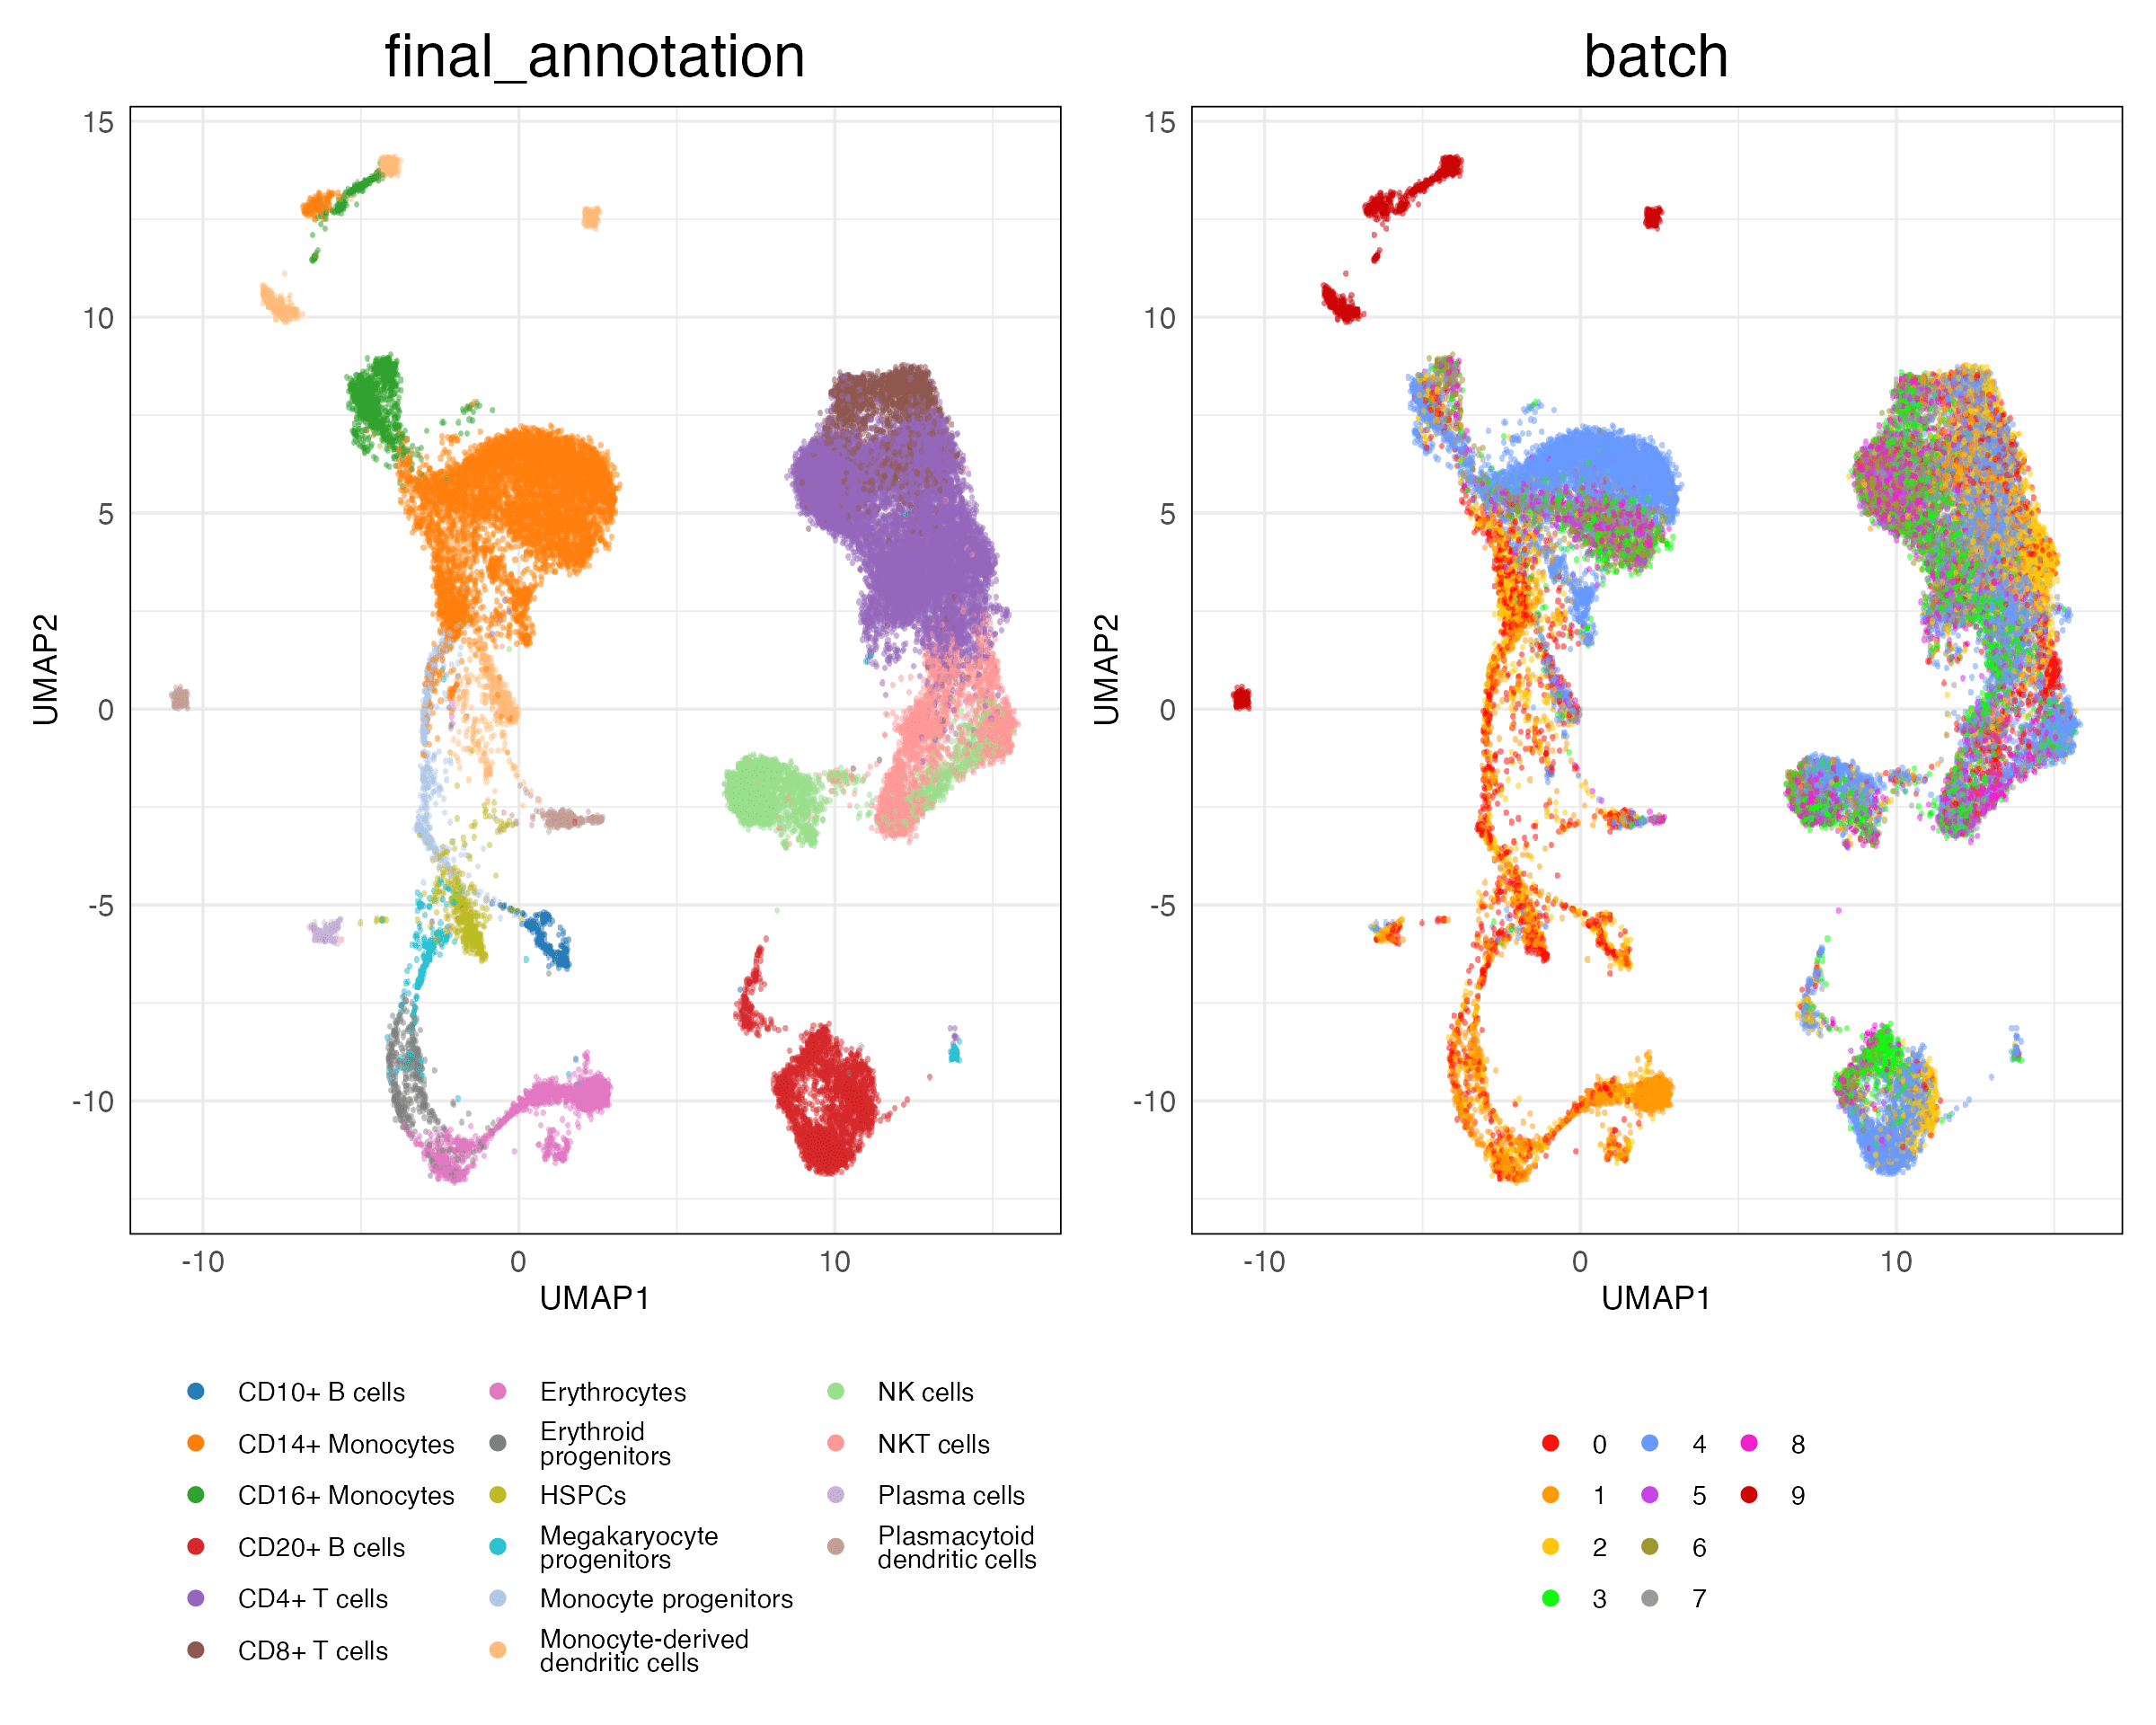 final_annotation
batch
15
10
5
0
-5
-10
-10
0
10
UMAP1
UMAP2
15
10
5
0
-5
-10
-10
0
10
UMAP1
UMAP2
CD10+ B cells
CD14+ Monocytes
CD16+ Monocytes
CD20+ B cells
CD4+ T cells
CD8+ T cells
Erythrocytes
Erythroid
progenitors
HSPCs
Megakaryocyte
progenitors
Monocyte progenitors
Monocyte-derived
dendritic cells
NK cells
NKT cells
Plasma cells
Plasmacytoid
dendritic cells
0
1
2
3
4
5
6
7
8
9